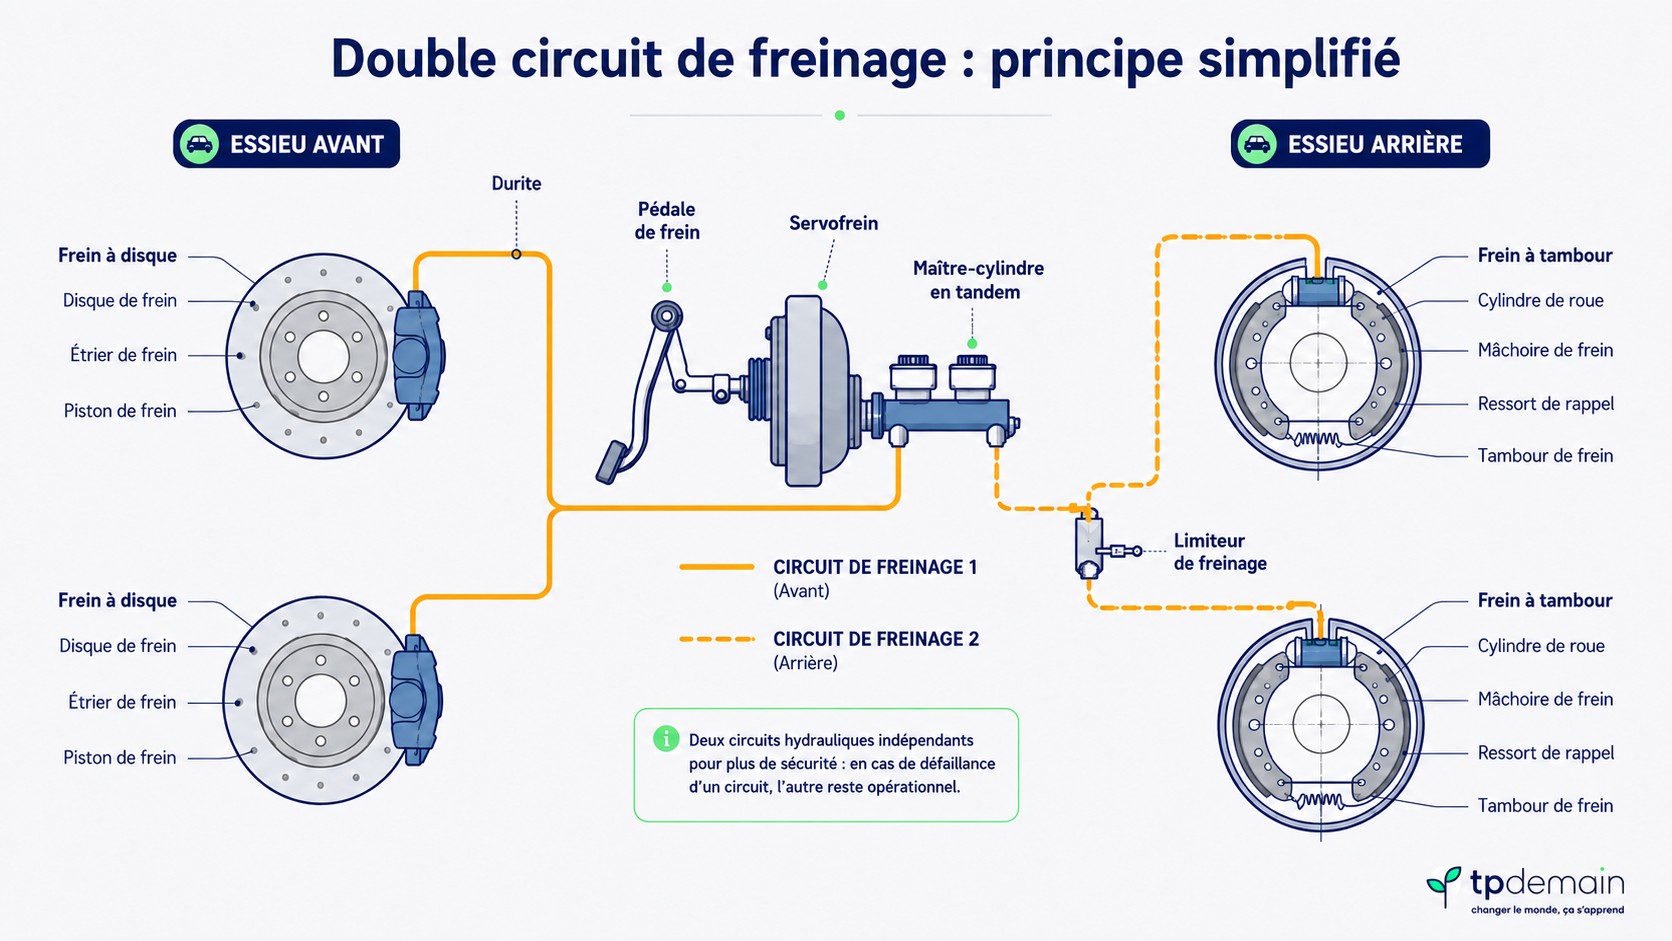 Double circuit de freinage : principe simplifié
ESSIEU AVANT
ESSIEU ARRIÈRE
Durite
Pédale
de frein
Servofrein
Maître-cylindre
en tandem
Frein à disque
Disque de frein
Étrier de frein
Piston de frein
Frein à tambour
Cylindre de roue
Mâchoire de frein
Ressort de rappel
Tambour de frein
Limiteur
de freinage
CIRCUIT DE FREINAGE 1
(Avant)
CIRCUIT DE FREINAGE 2
(Arrière)
Frein à disque
Disque de frein
Étrier de frein
Piston de frein
Frein à tambour
Cylindre de roue
Mâchoire de frein
Ressort de rappel
Tambour de frein
i
Deux circuits hydrauliques indépendants
pour plus de sécurité : en cas de défaillance
d'un circuit, l'autre reste opérationnel.
tpdemain
changer le monde, ça s'apprend